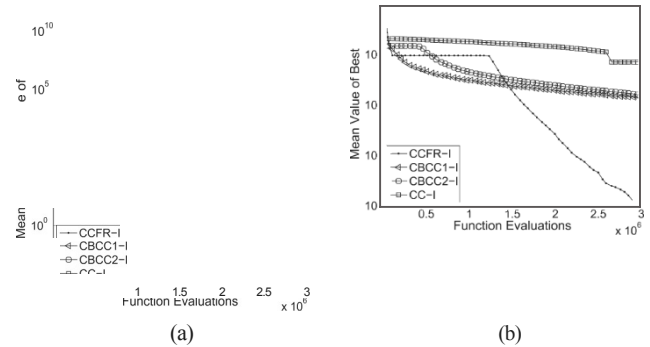 10^10
e of
10^5
Mean
10^0
CCFR-I
CBCC1-I
CBCC2-I
CC-I
1 1.5 2 2.5 3
Function Evaluations
x 10^6
(a)
Mean Value of Best
10
10
10
10
CCFR-I
CBCC1-I
CBCC2-I
CC-I
0.5 1 1.5 2 2.5 3
Function Evaluations
x 10^6
(b)